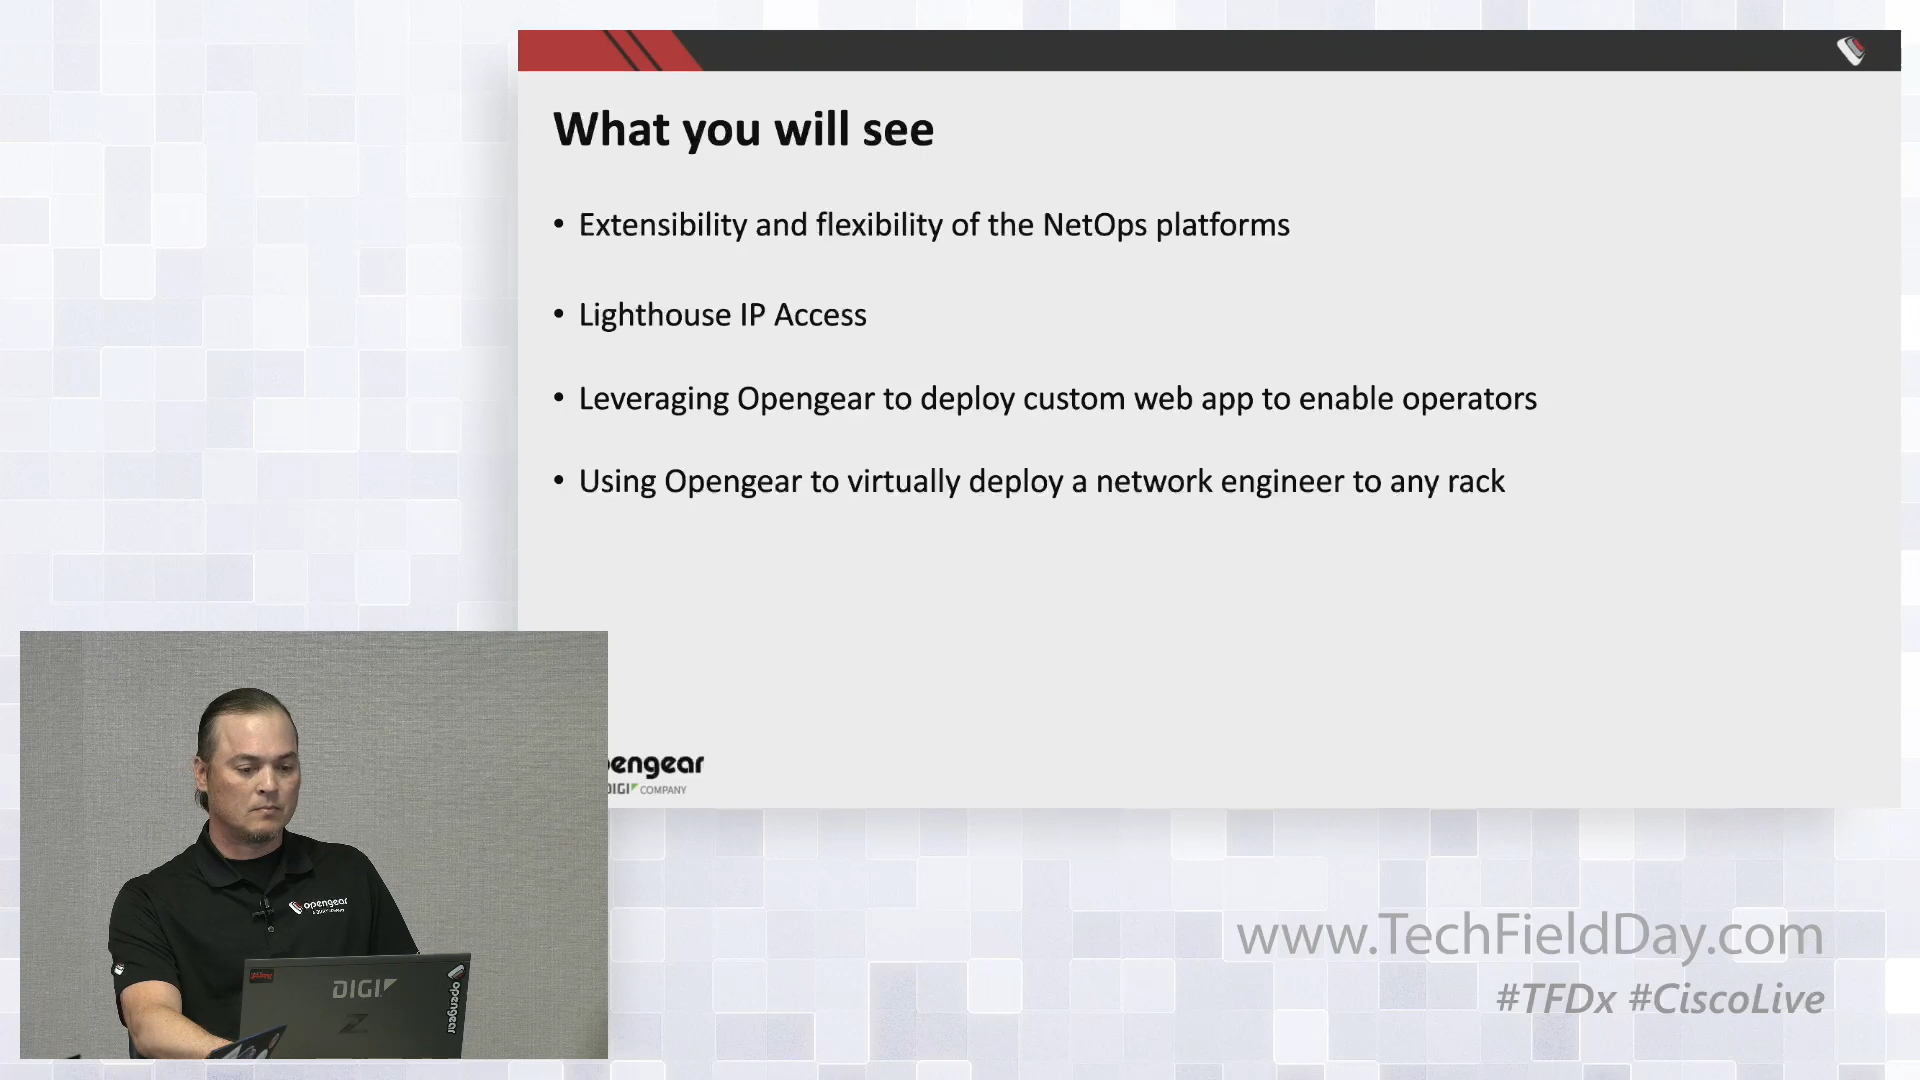 What you will see
• Extensibility and flexibility of the NetOps platforms
• Lighthouse IP Access
• Leveraging Opengear to deploy custom web app to enable operators
• Using Opengear to virtually deploy a network engineer to any rack
pengear
DIGI COMPANY
opengear
DIGI
Z
opengear
www.TechFieldDay.com
#TFDx #CiscoLive